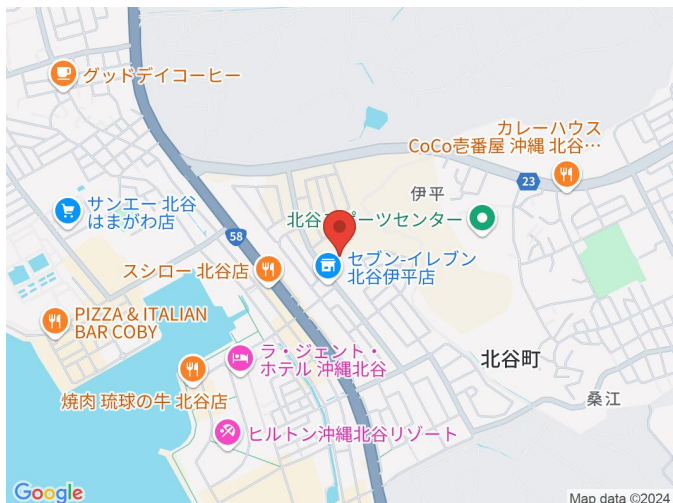 グッドデイコーヒー
カレーハウス
CoCo壱番屋 沖縄 北谷…
23
伊平
サンエー 北谷
はまがわ店
北谷スポーツセンター
58
スシロー 北谷店
セブン-イレブン
北谷伊平店
PIZZA & ITALIAN
BAR COBY
ラ・ジェント・
ホテル 沖縄北谷
北谷町
焼肉 琉球の牛 北谷店
桑江
ヒルトン沖縄北谷リゾート
Google
Map data ©2024